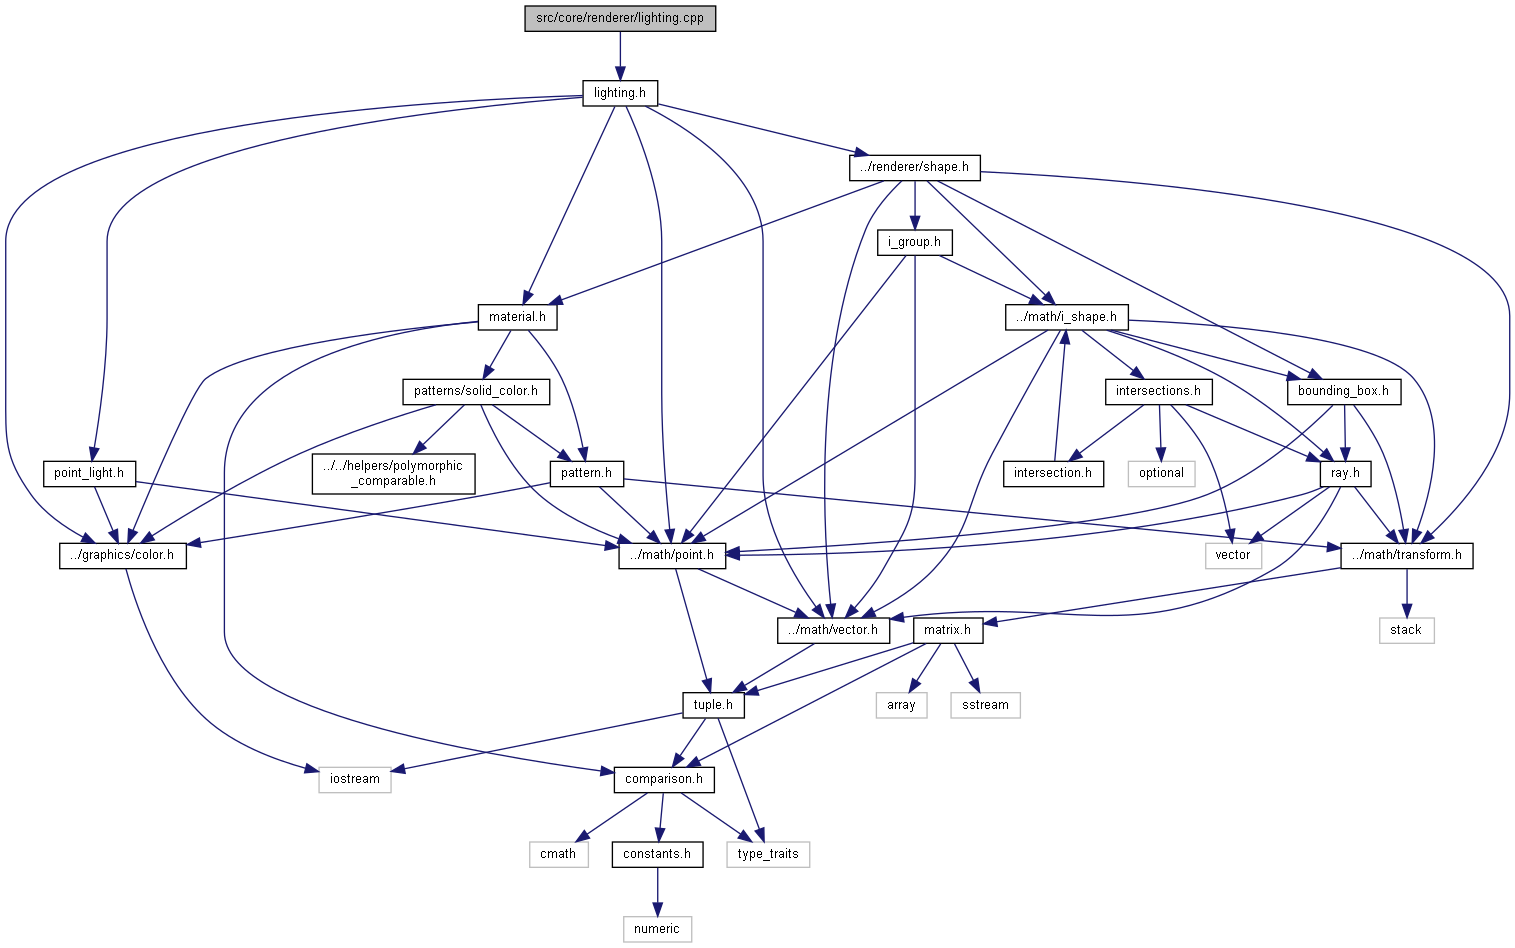 src/core/renderer/lighting.cpp
lighting.h
../renderer/shape.h
i_group.h
material.h
../math/i_shape.h
patterns/solid_color.h
intersections.h
bounding_box.h
point_light.h
../../helpers/polymorphic
_comparable.h
pattern.h
intersection.h
optional
ray.h
../graphics/color.h
../math/point.h
vector
../math/transform.h
../math/vector.h
matrix.h
stack
tuple.h
array
sstream
iostream
comparison.h
cmath
constants.h
type_traits
numeric